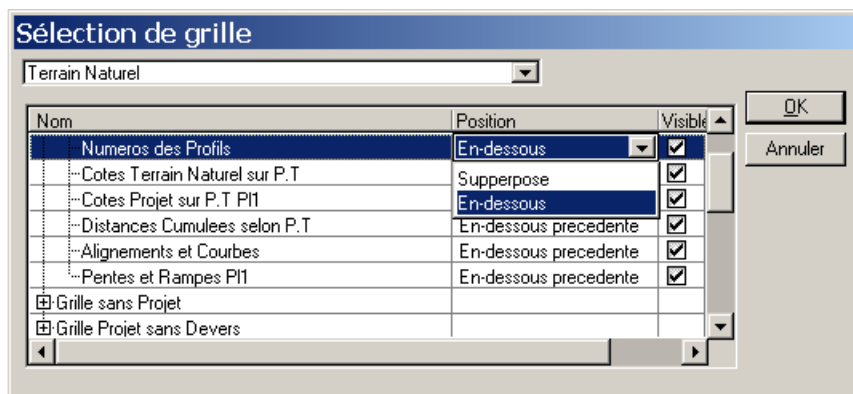 Sélection de grille
Terrain Naturel
Nom Position Visible
Numeros des Profils En-dessous
Cotes Terrain Naturel sur P.T Supperpose
Cotes Projet sur P.T Pl1 En-dessous
Distances Cumulees selon P.T En-dessous precedente
Alignements et Courbes En-dessous precedente
Pentes et Rampes Pl1 En-dessous precedente
Grille sans Projet
Grille Projet sans Devers
OK
Annuler